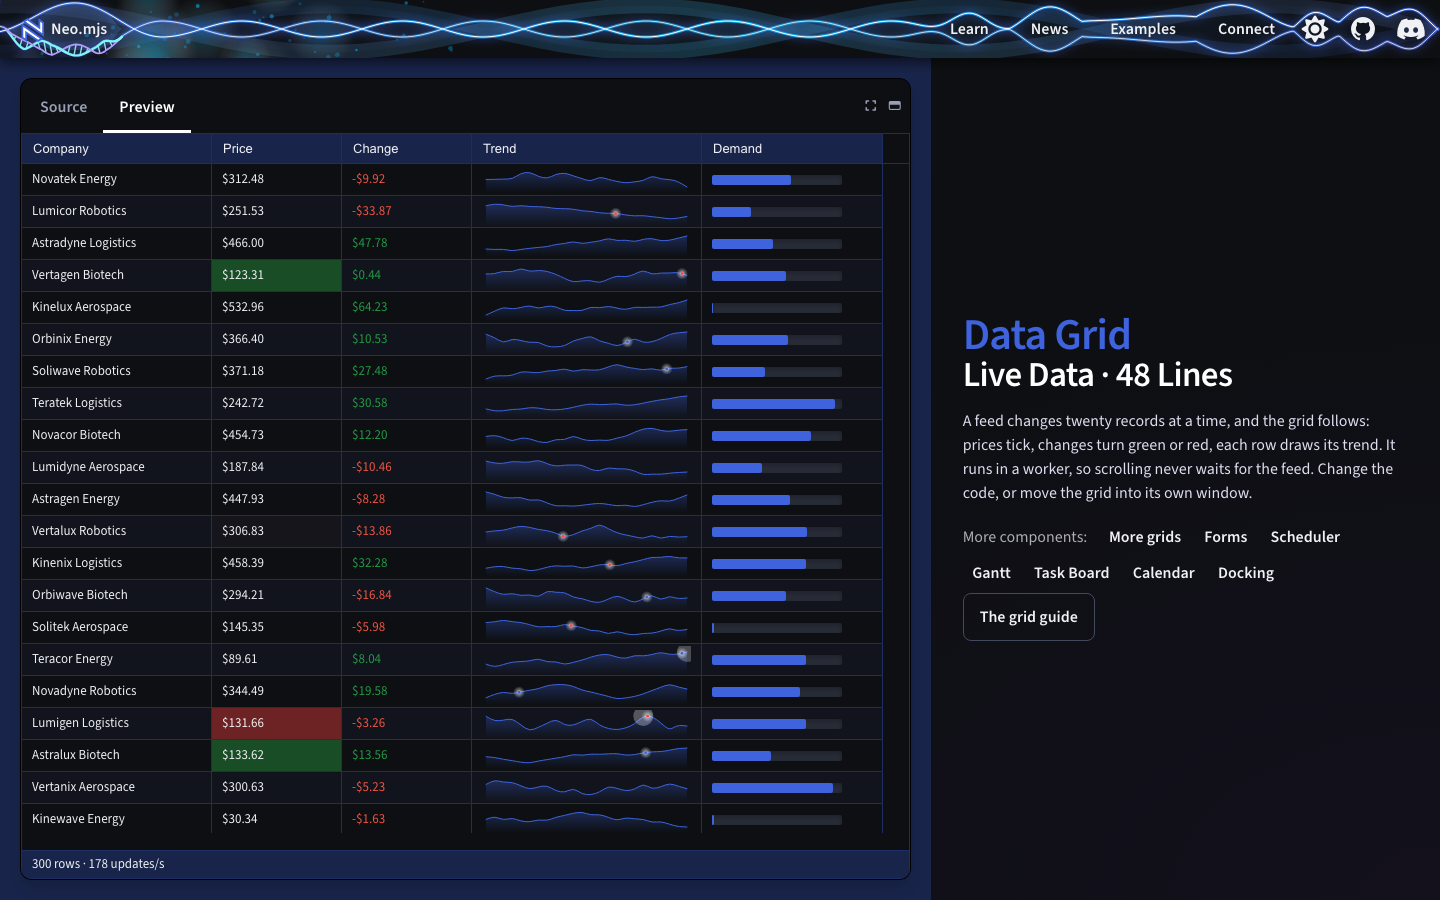 Neo.mjs
Learn News Examples Connect
Source Preview
Company Price Change Trend Demand
Novatek Energy $312.48 -$9.92
Lumicor Robotics $251.53 -$33.87
Astradyne Logistics $466.00 $47.78
Vertagen Biotech $123.31 $0.44
Kinelux Aerospace $532.96 $64.23
Orbinix Energy $366.40 $10.53
Soliwave Robotics $371.18 $27.48
Teratek Logistics $242.72 $30.58
Novacor Biotech $454.73 $12.20
Lumidyne Aerospace $187.84 -$10.46
Astragen Energy $447.93 -$8.28
Vertalux Robotics $306.83 -$13.86
Kinenix Logistics $458.39 $32.28
Orbiwave Biotech $294.21 -$16.84
Solitek Aerospace $145.35 -$5.98
Teracor Energy $89.61 $8.04
Novadyne Robotics $344.49 $19.58
Lumigen Logistics $131.66 -$3.26
Astralux Biotech $133.62 $13.56
Vertanix Aerospace $300.63 -$5.23
Kinewave Energy $30.34 -$1.63
300 rows · 178 updates/s
Data Grid
Live Data · 48 Lines
A feed changes twenty records at a time, and the grid follows:
prices tick, changes turn green or red, each row draws its trend. It
runs in a worker, so scrolling never waits for the feed. Change the
code, or move the grid into its own window.
More components: More grids Forms Scheduler
Gantt Task Board Calendar Docking
The grid guide